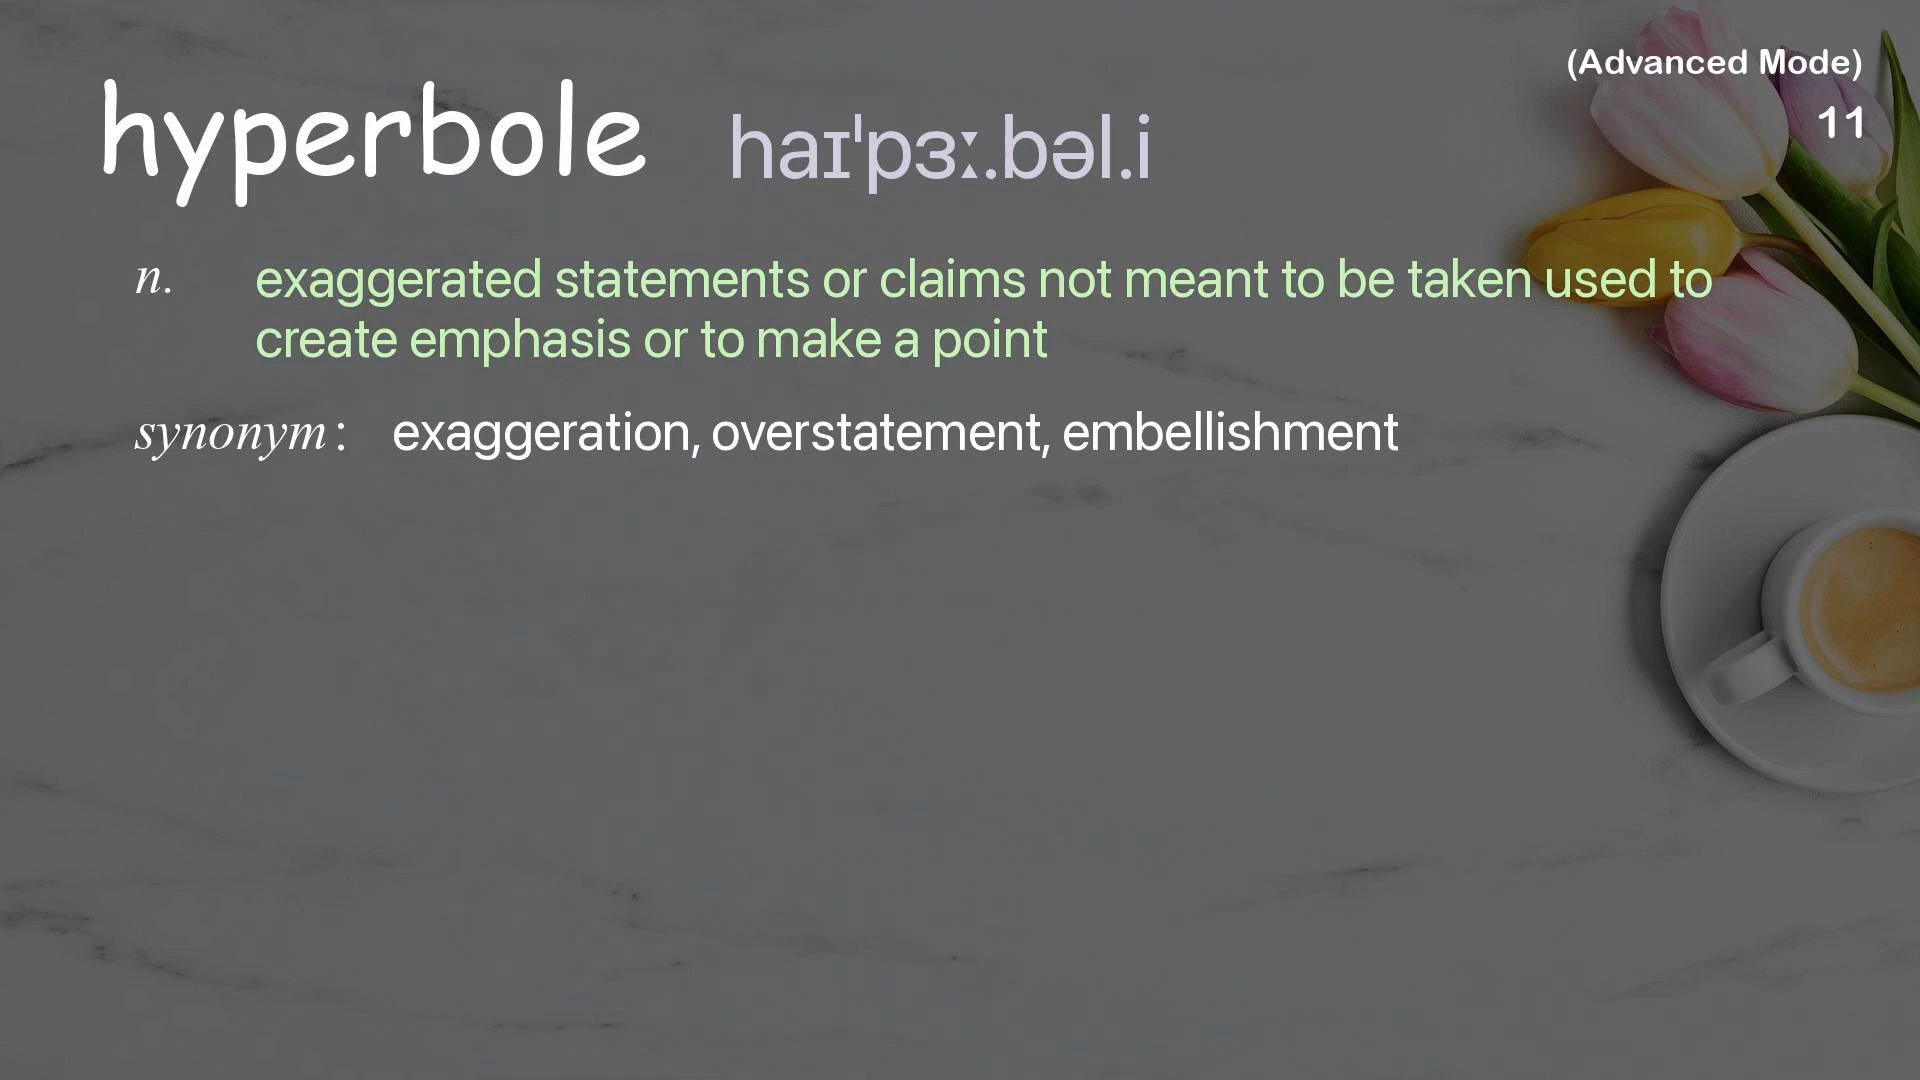 (Advanced Mode)
11
hyperbole haɪˈpɜː.bəl.i
n. exaggerated statements or claims not meant to be taken used to
create emphasis or to make a point
synonym: exaggeration, overstatement, embellishment